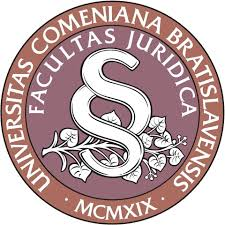 UNIVERSITAS COMENIANA BRATISLAVENSIS
FACULTAS JURIDICA
§
· MCMXIX ·